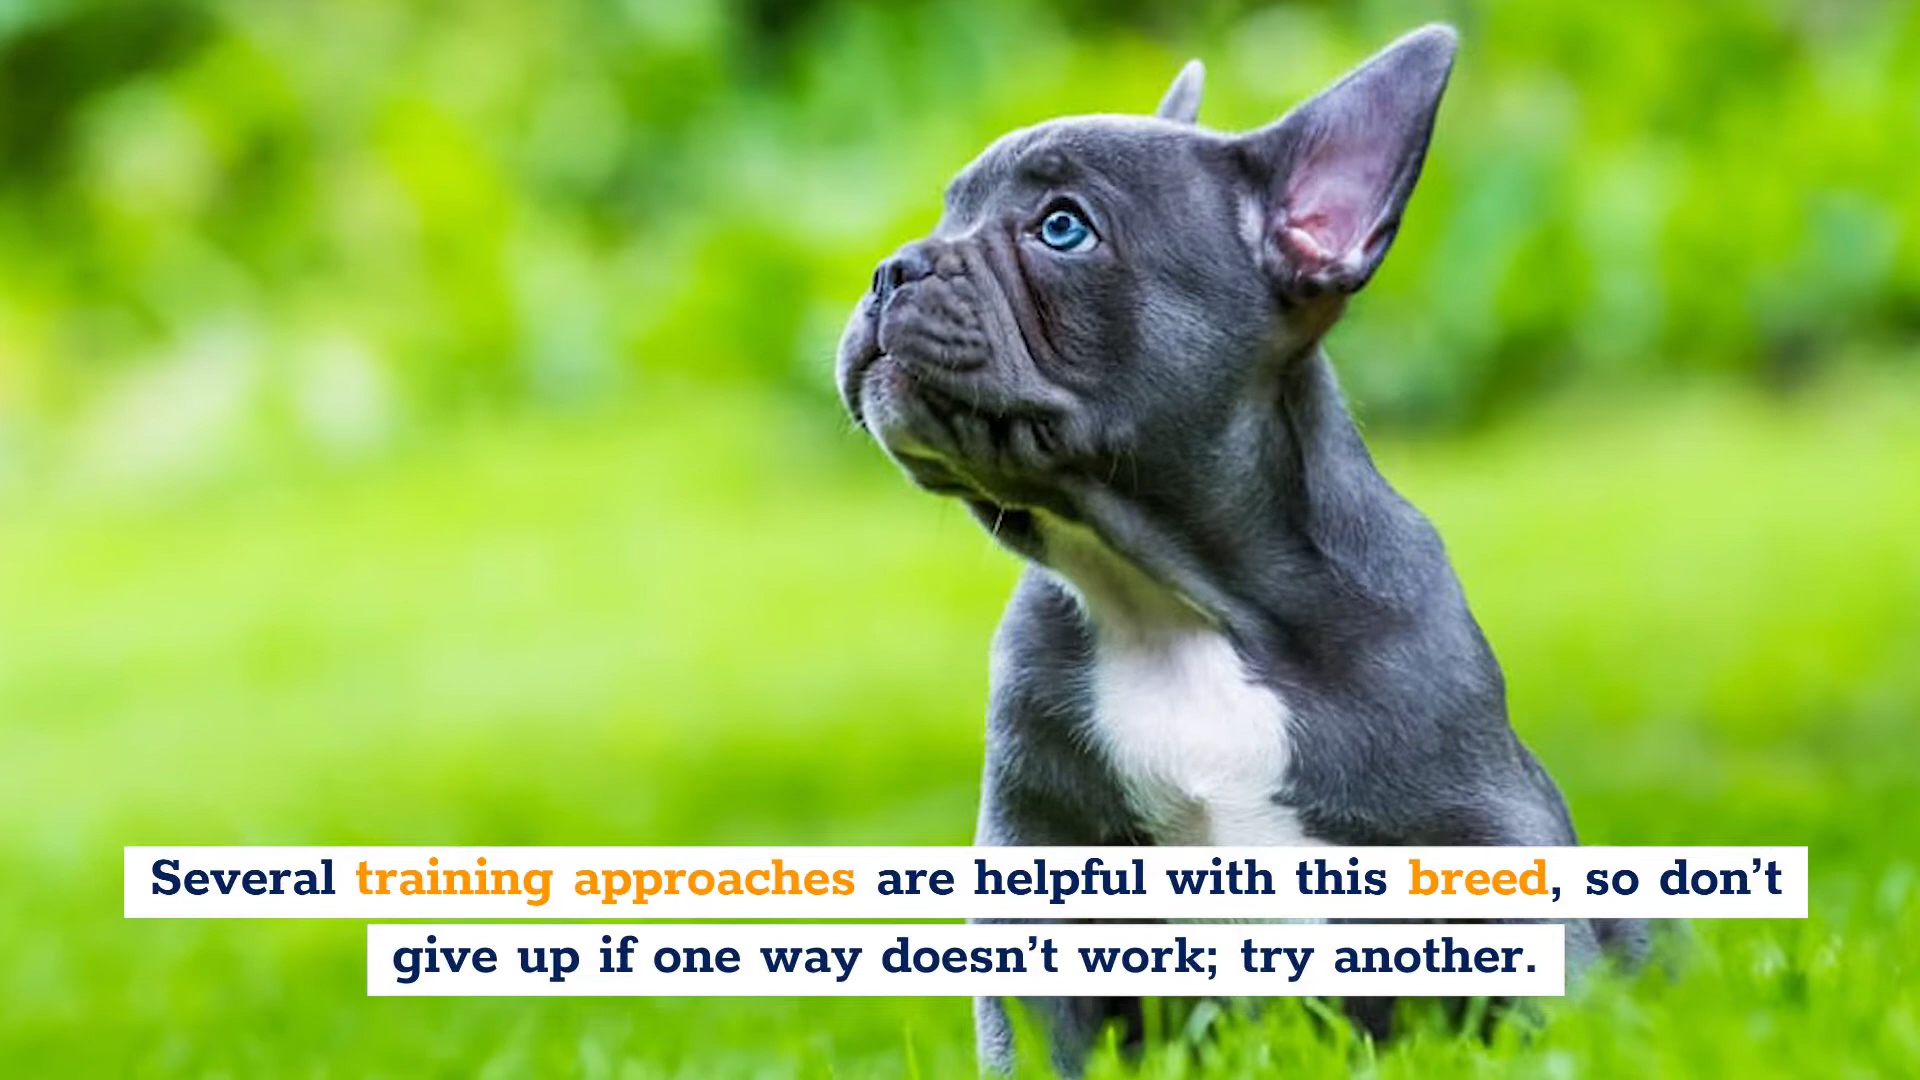 Several training approaches are helpful with this breed, so don’t
give up if one way doesn’t work; try another.